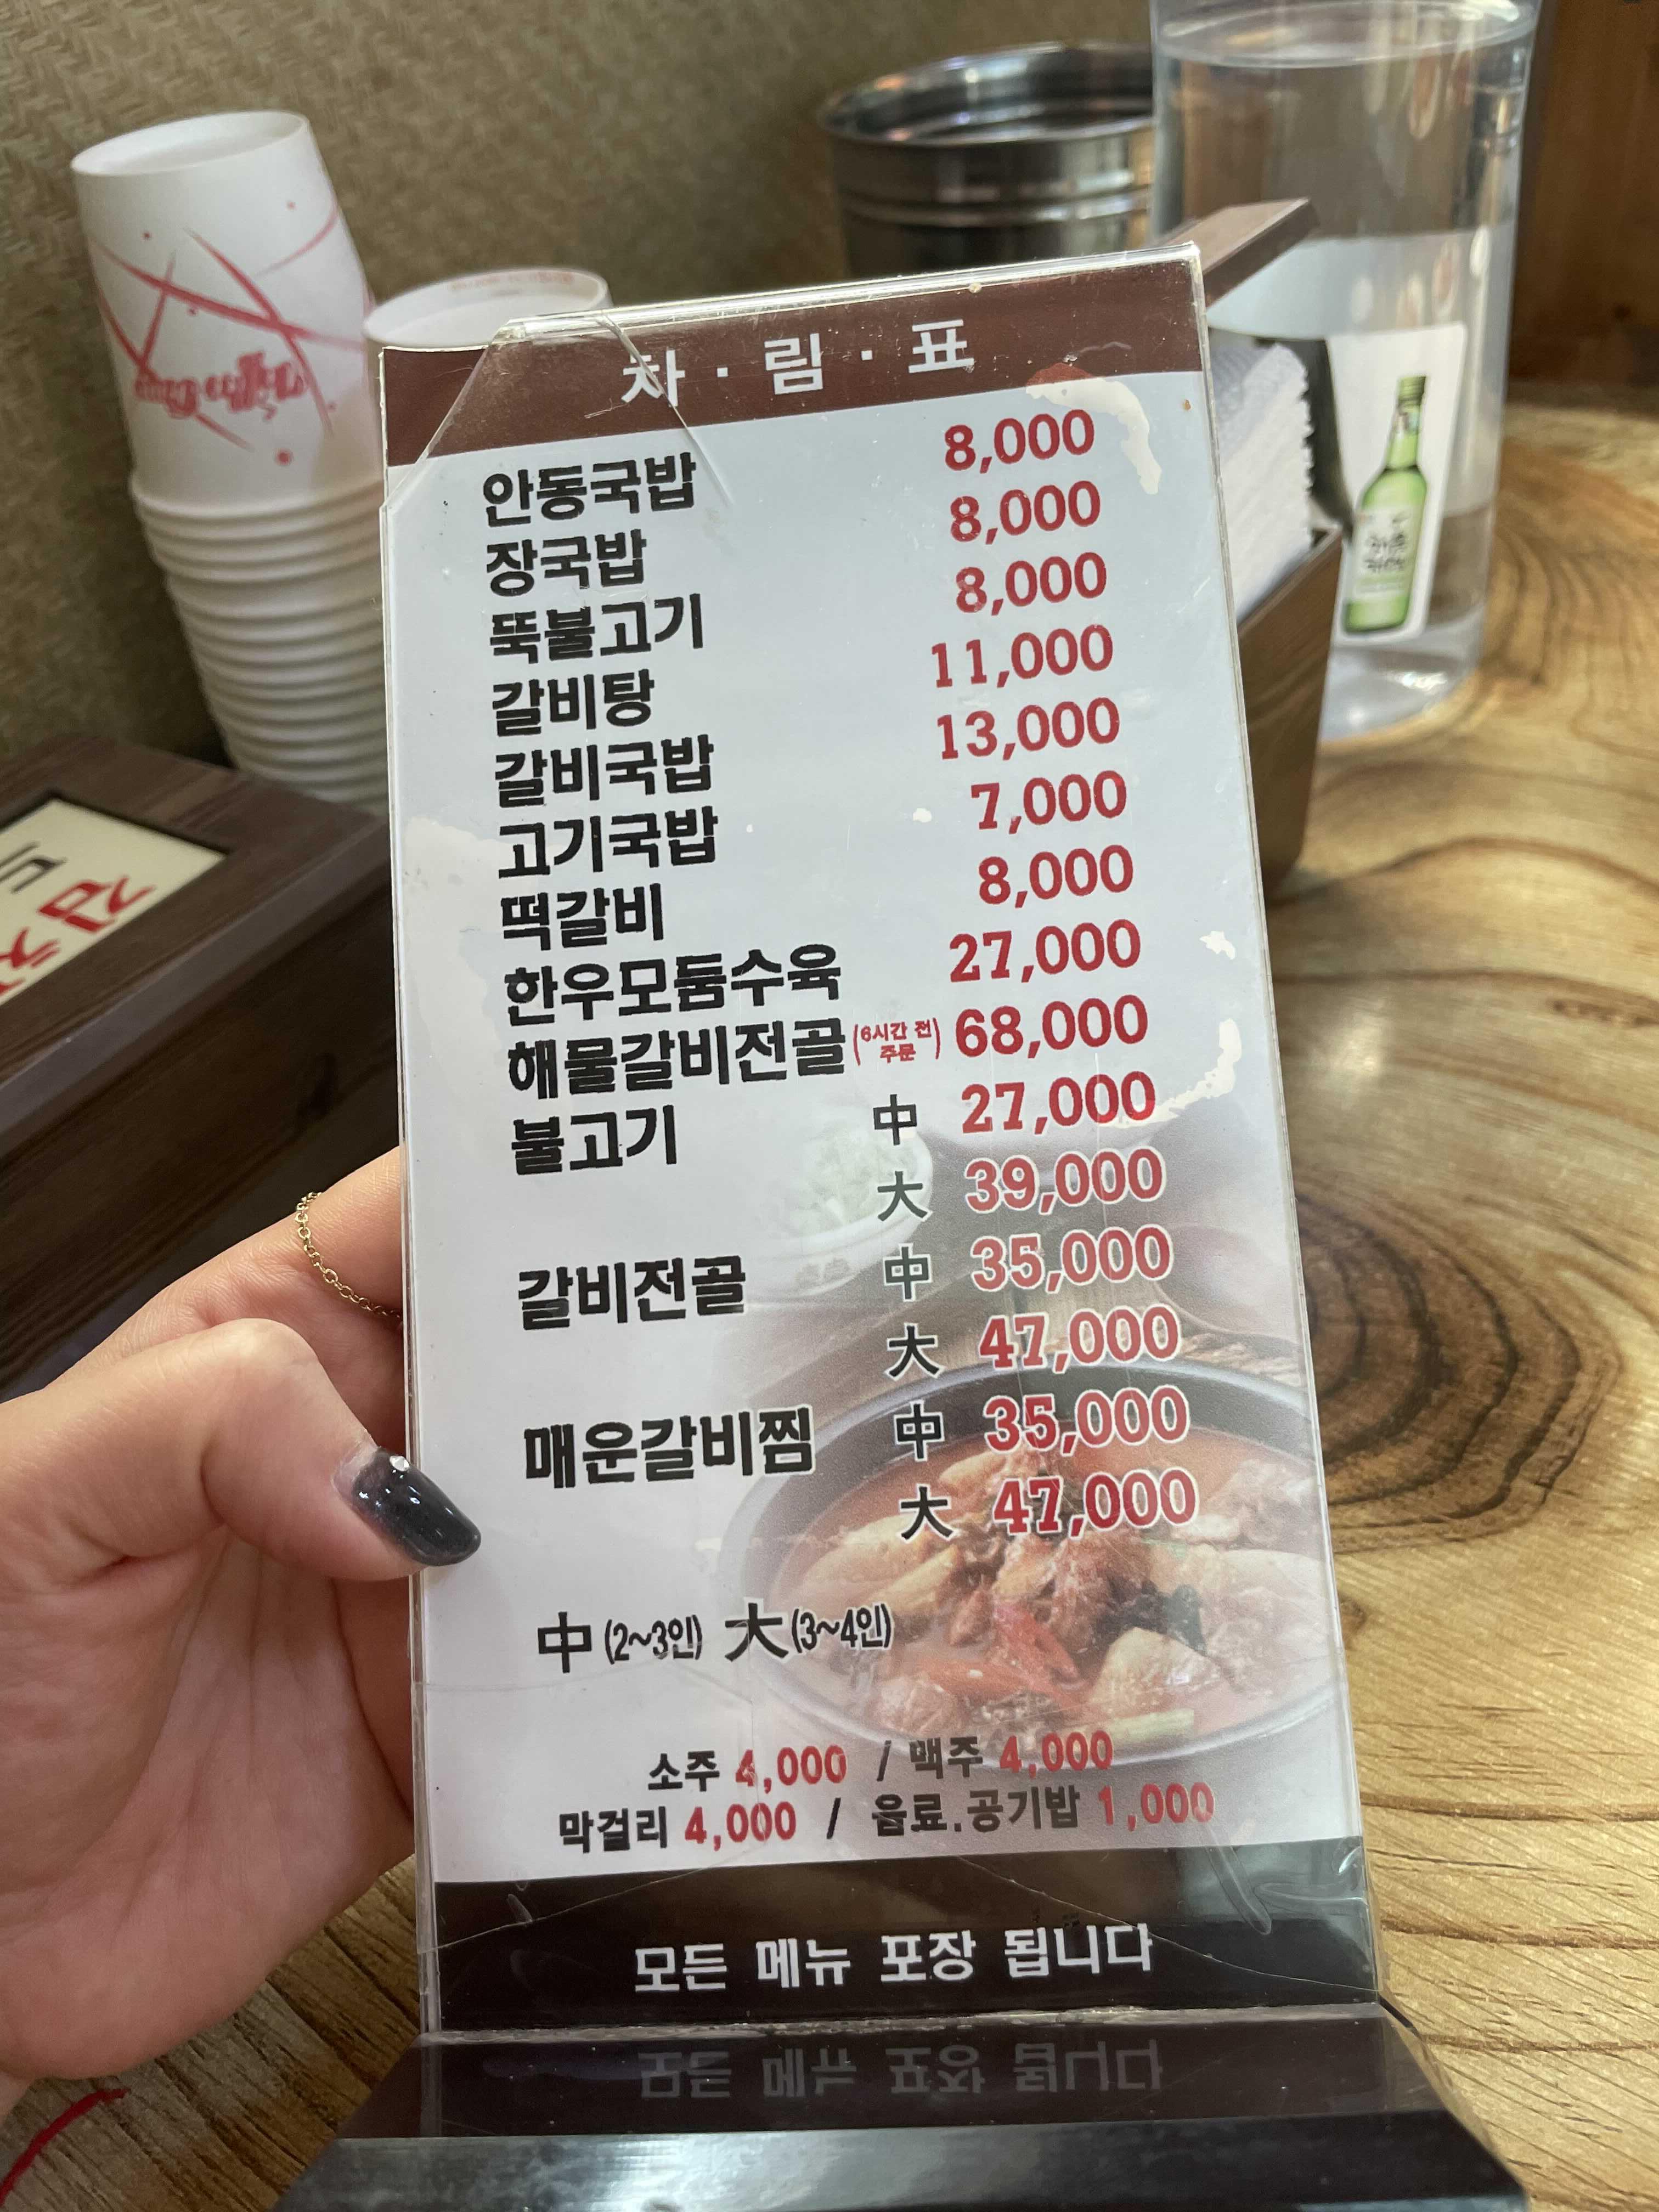 차·림·표
안동국밥 8,000
장국밥 8,000
뚝불고기 8,000
갈비탕 11,000
갈비국밥 13,000
고기국밥 7,000
떡갈비 8,000
한우모둠수육 27,000
해물갈비전골 (6시간 전 주문) 68,000
불고기 中 27,000
大 39,000
갈비전골 中 35,000
大 47,000
매운갈비찜 中 35,000
大 47,000
中(2~3인) 大(3~4인)
소주 4,000 / 맥주 4,000
막걸리 4,000 / 음료.공기밥 1,000
모든 메뉴 포장 됩니다